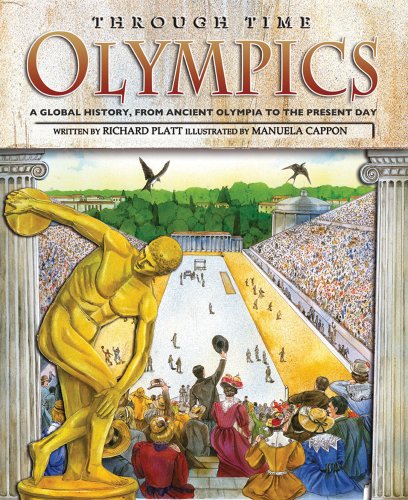 THROUGH TIME
OLYMPICS
A GLOBAL HISTORY, FROM ANCIENT OLYMPIA TO THE PRESENT DAY
WRITTEN BY RICHARD PLATT ILLUSTRATED BY MANUELA CAPPON